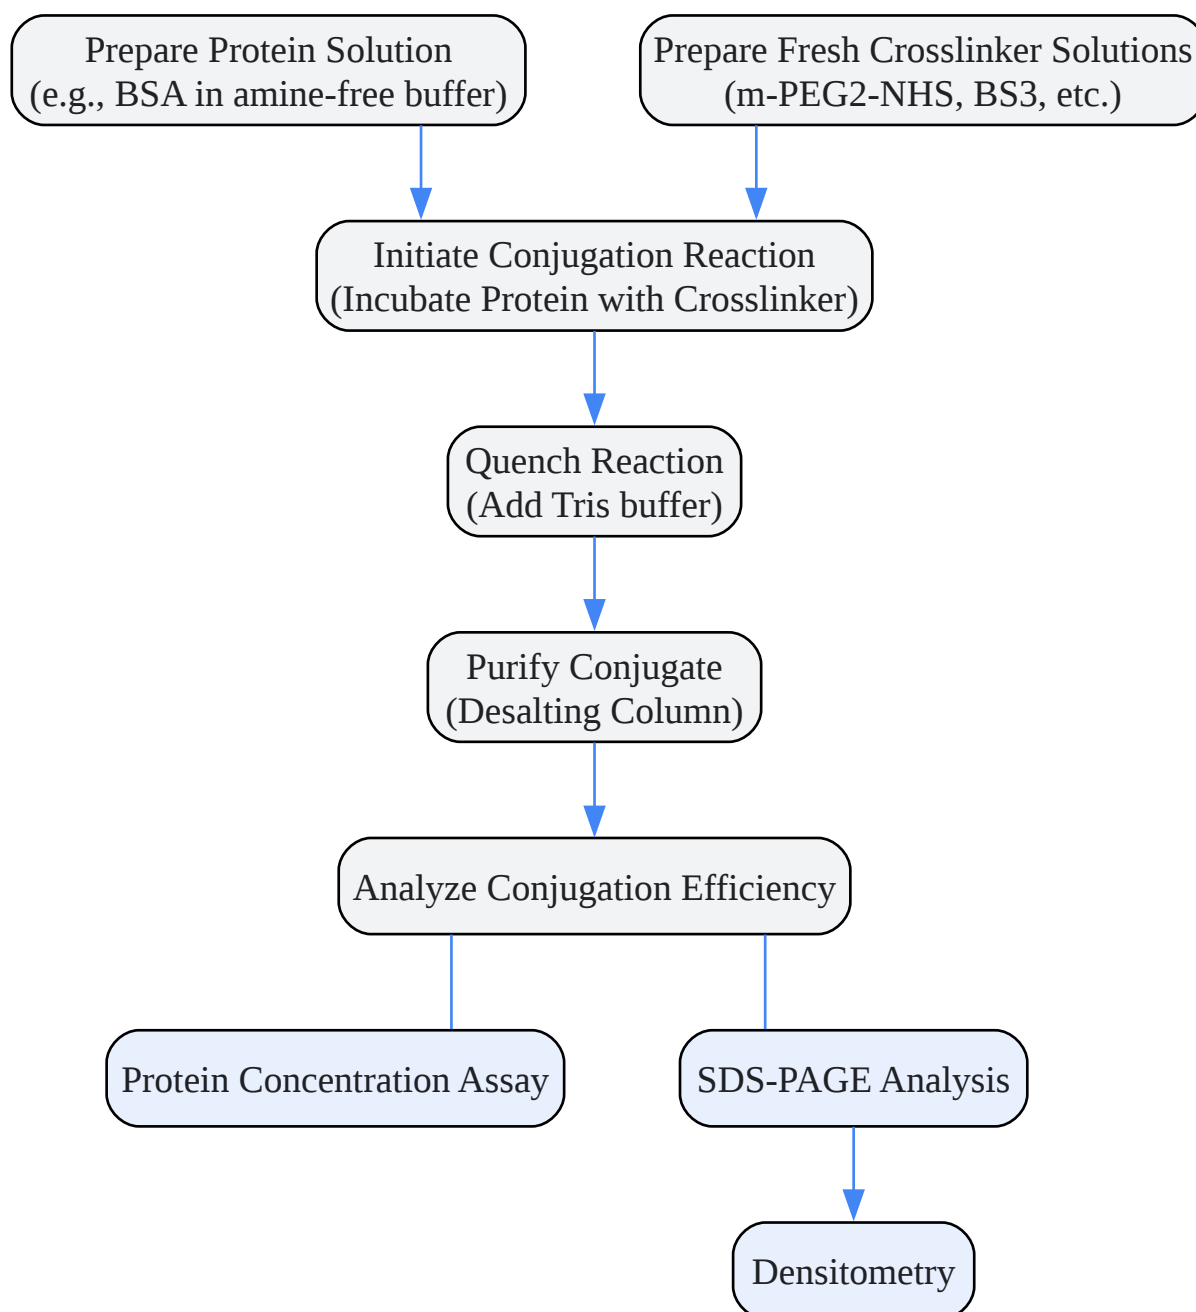 Prepare Protein Solution
(e.g., BSA in amine-free buffer)
Prepare Fresh Crosslinker Solutions
(m-PEG2-NHS, BS3, etc.)
Initiate Conjugation Reaction
(Incubate Protein with Crosslinker)
Quench Reaction
(Add Tris buffer)
Purify Conjugate
(Desalting Column)
Analyze Conjugation Efficiency
Protein Concentration Assay
SDS-PAGE Analysis
Densitometry